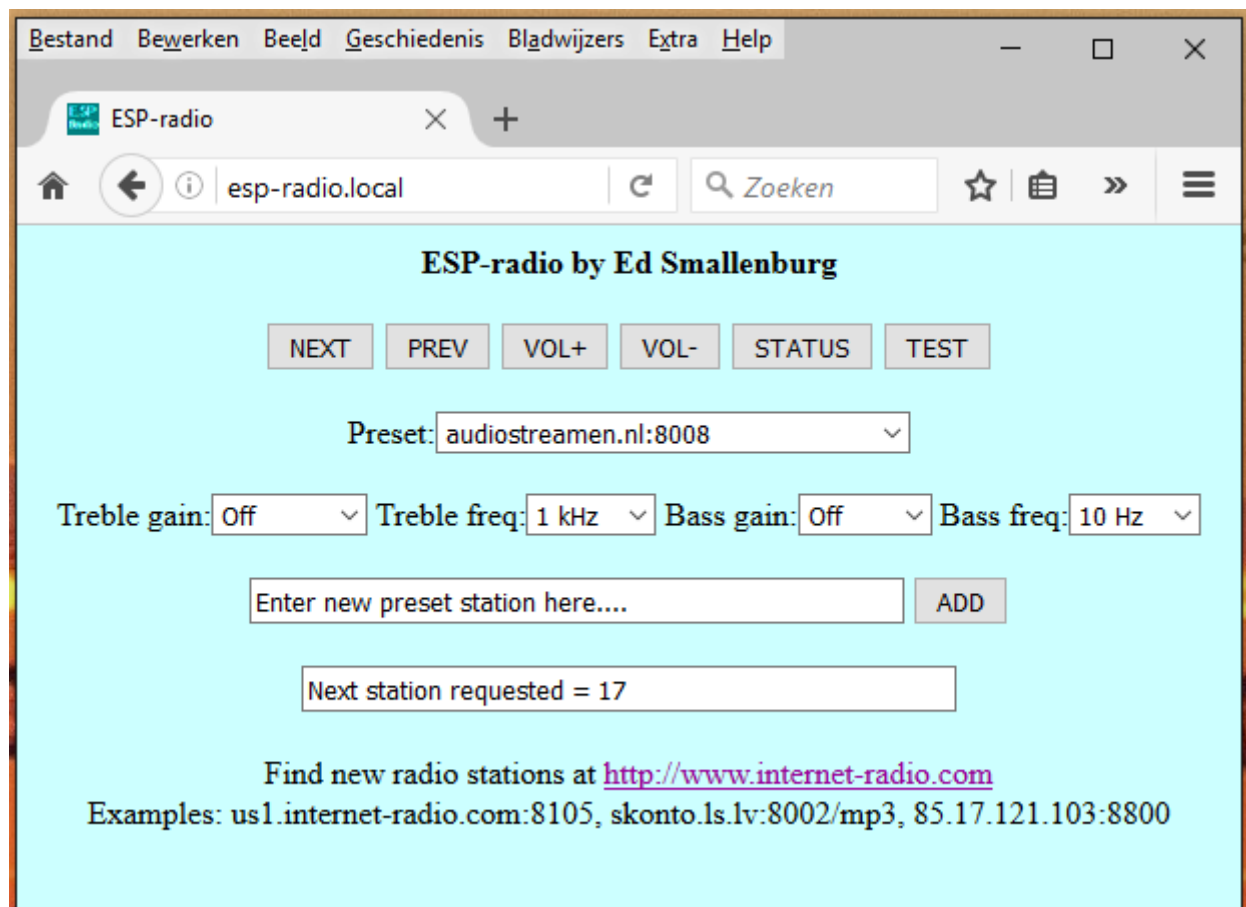 Bestand Bewerken Beeld Geschiedenis Bladwijzers Extra Help
ESP Radio ESP-radio
esp-radio.local Zoeken
ESP-radio by Ed Smallenburg
NEXT PREV VOL+ VOL- STATUS TEST
Preset: audiostreamen.nl:8008
Treble gain: Off Treble freq: 1 kHz Bass gain: Off Bass freq: 10 Hz
Enter new preset station here.... ADD
Next station requested = 17
Find new radio stations at http://www.internet-radio.com
Examples: us1.internet-radio.com:8105, skonto.ls.lv:8002/mp3, 85.17.121.103:8800